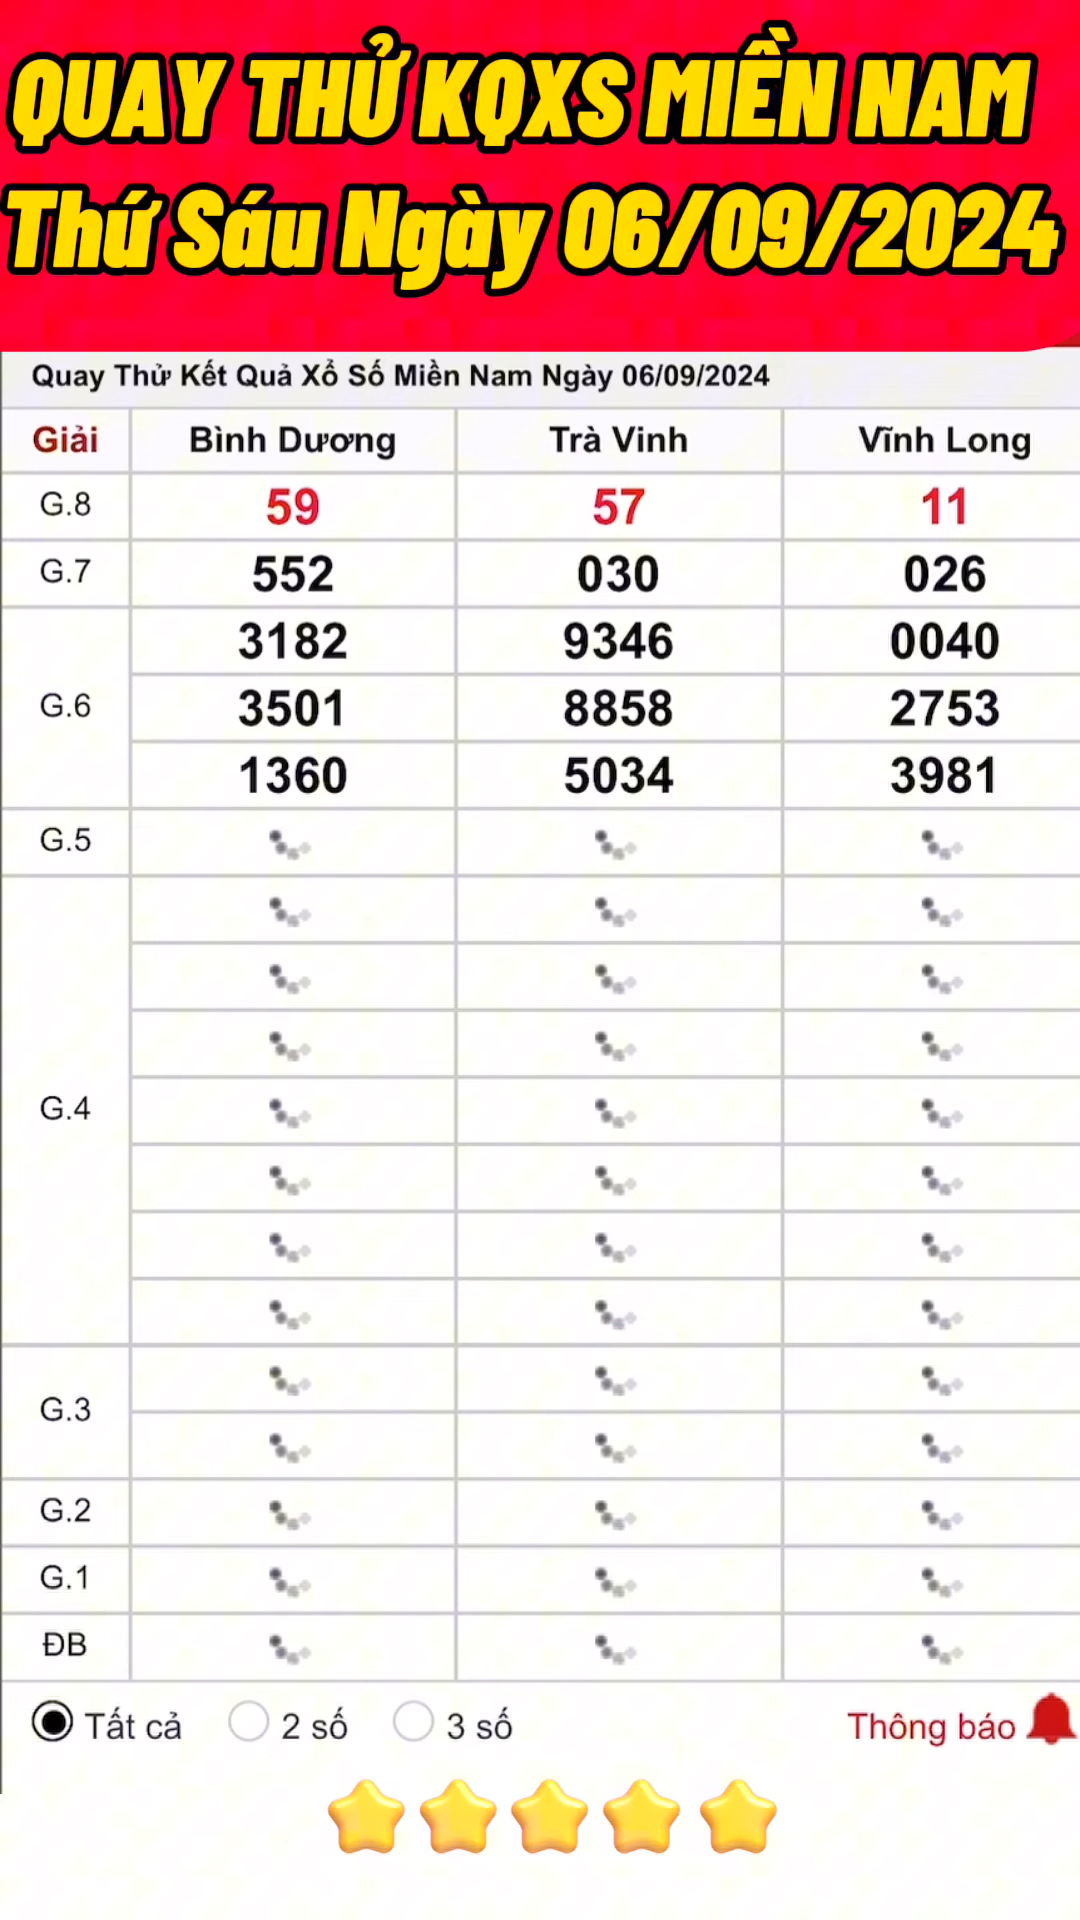 QUAY THỬ KQXS MIỀN NAM
Thứ Sáu Ngày 06/09/2024
Quay Thử Kết Quả Xổ Số Miền Nam Ngày 06/09/2024
Giải Bình Dương Trà Vinh Vĩnh Long
G.8 59 57 11
G.7 552 030 026
3182 9346 0040
G.6 3501 8858 2753
1360 5034 3981
G.5
G.4
G.3
G.2
G.1
ĐB
Tất cả 2 số 3 số Thông báo